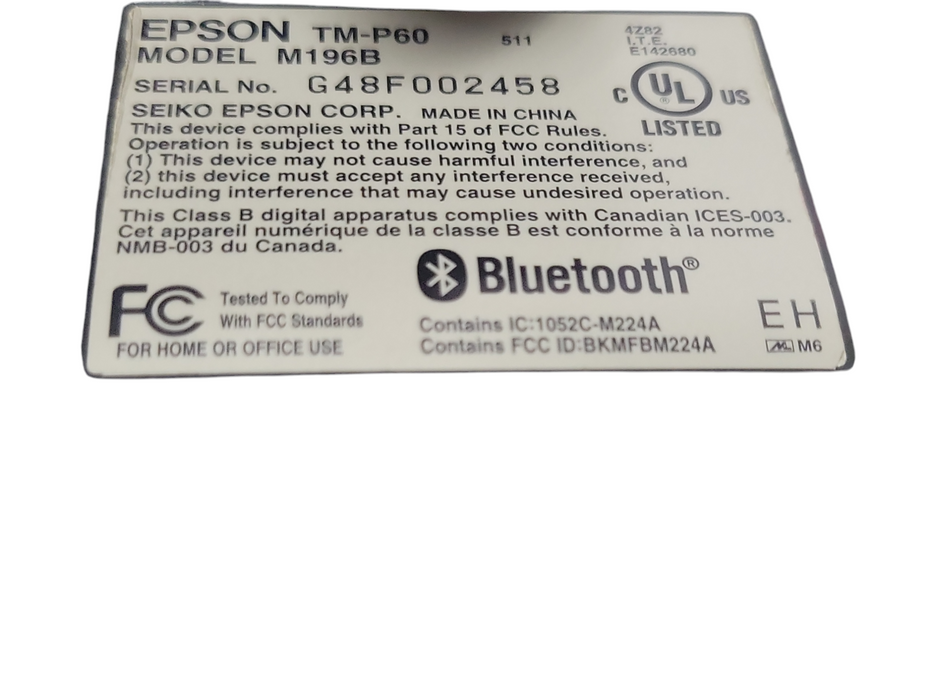 EPSON TM-P60 511
4Z82
I.T.E.
E142680
MODEL M196B
SERIAL No. G48F002458
C UL ® US
LISTED
SEIKO EPSON CORP. MADE IN CHINA
This device complies with Part 15 of FCC Rules.
Operation is subject to the following two conditions:
(1) This device may not cause harmful interference, and
(2) this device must accept any interference received,
including interference that may cause undesired operation.
This Class B digital apparatus complies with Canadian ICES-003.
Cet appareil numérique de la classe B est conforme à la norme
NMB-003 du Canada.
Bluetooth®
FC Tested To Comply
With FCC Standards
FOR HOME OR OFFICE USE
Contains IC:1052C-M224A
Contains FCC ID:BKMFBM224A
EH
M6